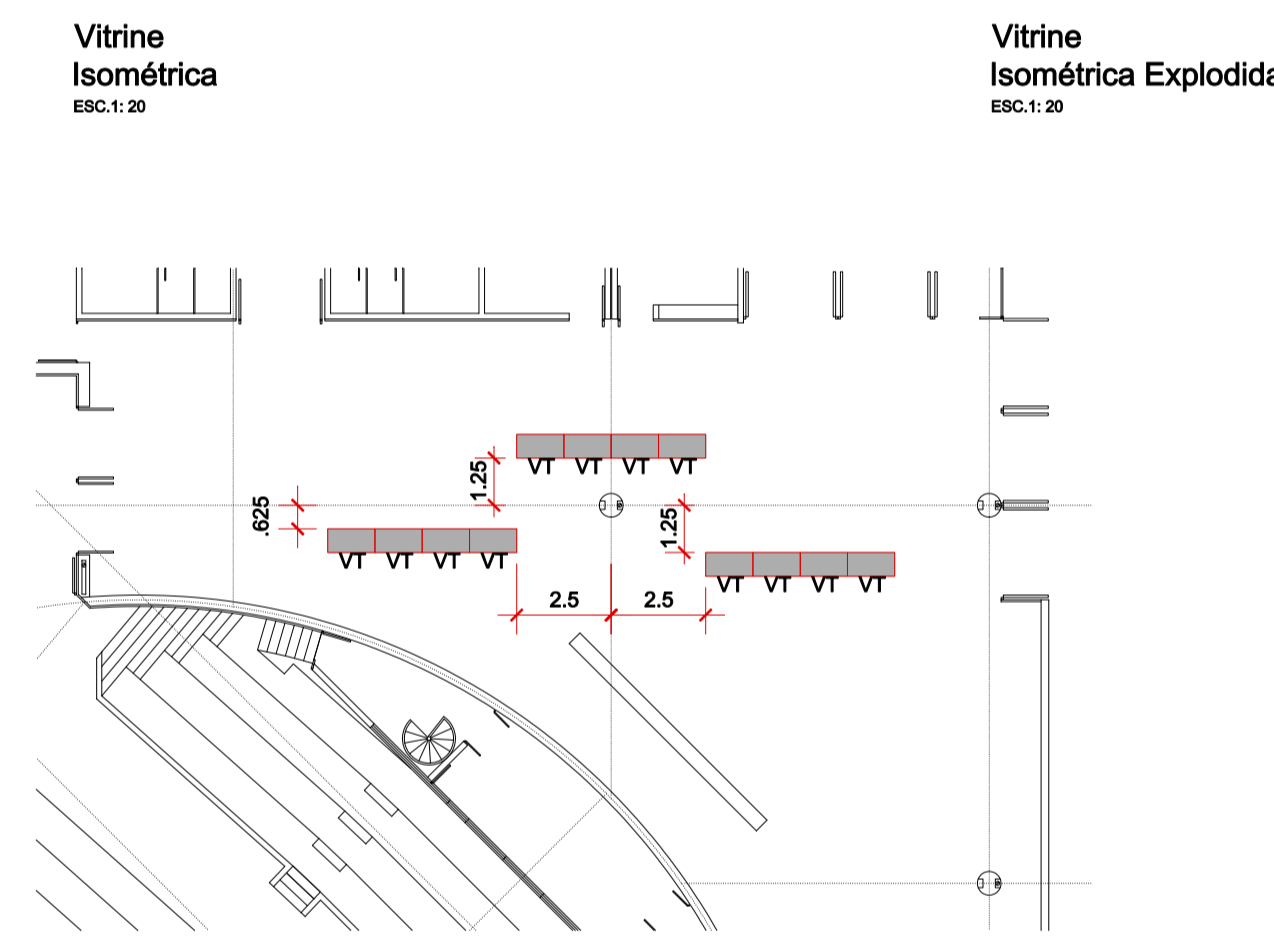 Vitrine
Isométrica
ESC.1: 20
Vitrine
Isométrica Explodida
ESC.1: 20
1.25
VT VT VT VT
.625
1.25
VT VT VT VT
VT VT VT VT
2.5 2.5